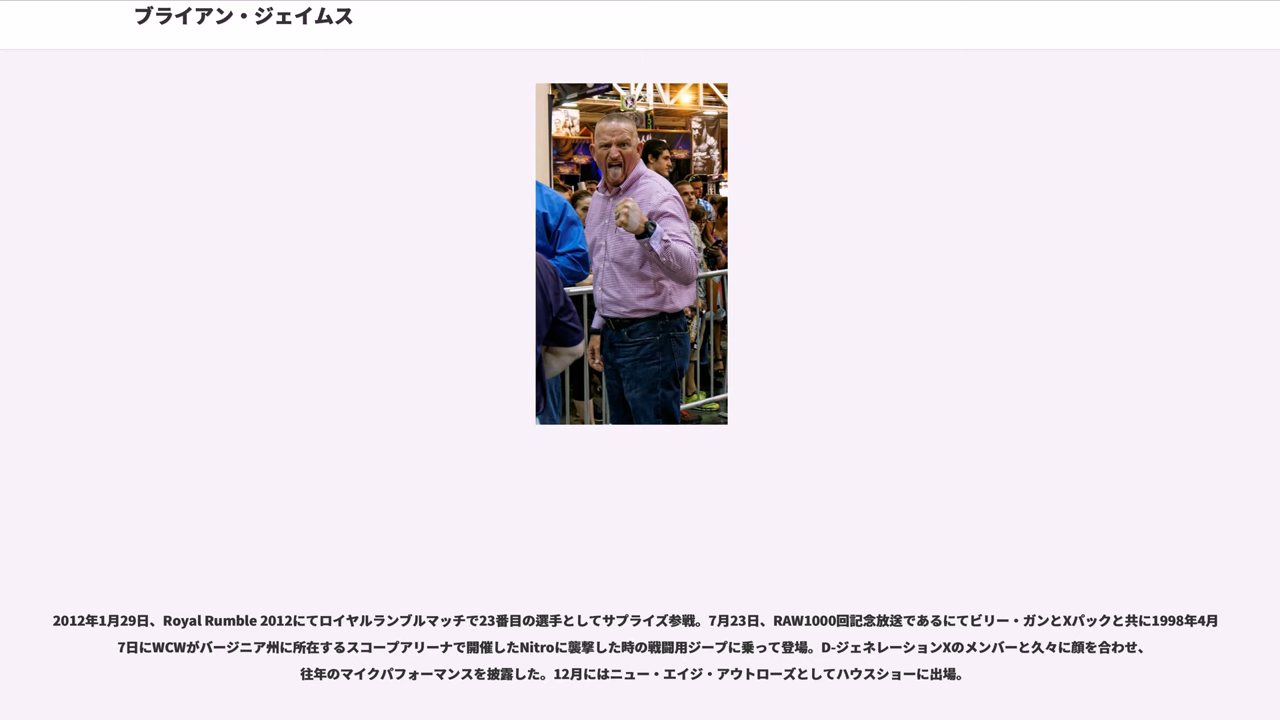 ブライアン・ジェイムス
2012年1月29日、Royal Rumble 2012にてロイヤルランブルマッチで23番目の選手としてサプライズ参戦。7月23日、RAW1000回記念放送であるにてビリー・ガンとXパックと共に1998年4月
7日にWCWがバージニア州に所在するスコープアリーナで開催したNitroに襲撃した時の戦闘用ジープに乗って登場。D-ジェネレーションXのメンバーと久々に顔を合わせ、
往年のマイクパフォーマンスを披露した。12月にはニュー・エイジ・アウトローズとしてハウスショーに出場。